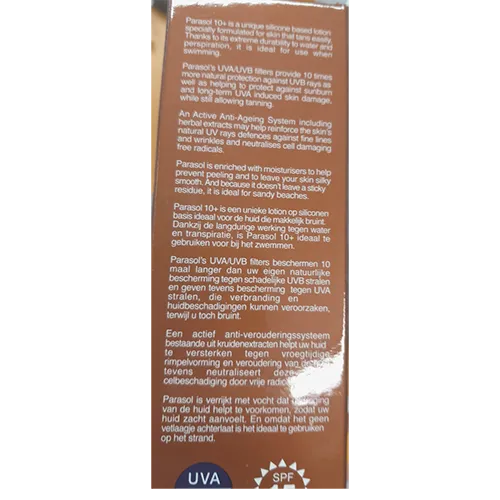 Parasol 10+ is a unique silicone based lotion
specially formulated for skin that tans easily.
Thanks to its extreme durability to water and
perspiration, it is ideal for use when
swimming.
Parasol's UVA/UVB filters provide 10 times
more natural protection against UVB rays as
well as helping to protect against sunburn
and long-term UVA induced skin damage,
while still allowing tanning.
An Active Anti-Ageing System including
herbal extracts may help reinforce the skin's
natural UV rays defences against fine lines
and wrinkles and neutralises cell damaging
free radicals.
Parasol is enriched with moisturisers to help
prevent peeling and to leave your skin silky
smooth. And because it doesn't leave a sticky
residue, it is ideal for sandy beaches.
Parasol 10+ is een unieke lotion op siliconen
basis ideaal voor de huid die makkelijk bruint.
Dankzij de langdunge werking tegen water
en transpiratie, is Parasol 10+ ideaal te
gebruiken voor bij het zwemmen.
Parasol's UVA/UVB filters beschermen 10
maal langer dan uw eigen natuurlijke
bescherming tegen schadelijke UVB stralen
en geven tevens bescherming tegen UVA
stralen, die verbranding en
huidbeschadigingen kunnen veroorzaken,
terwijl u toch bruint.
Een actief anti-verouderingssysteem
bestaande uit kruidenextracten helpt uw huid
te versterken tegen vroegtijdige
rimpelvorming en veroudering van de
tevens neutraliseert deze
celbeschadiging door vrije
Parasol is verrijkt met vocht dat
van de huid helpt te voorkomen, zodat uw
huid zacht aanvoelt. En omdat het geen
vetlaagje achterlaat is het ideaal te gebruiken
op het strand.
UVA
SPF
15